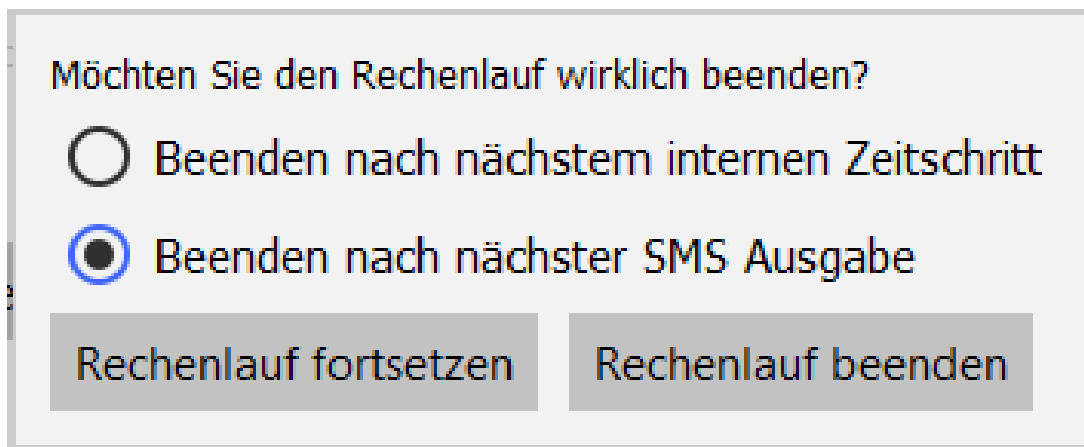 Möchten Sie den Rechenlauf wirklich beenden?
Beenden nach nächstem internen Zeitschritt
Beenden nach nächster SMS Ausgabe
Rechenlauf fortsetzen Rechenlauf beenden